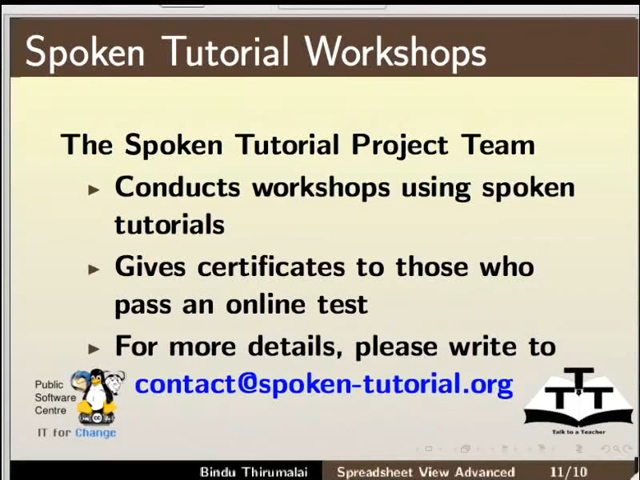 Spoken Tutorial Workshops
The Spoken Tutorial Project Team
Conducts workshops using spoken
tutorials
Gives certificates to those who
pass an online test
For more details, please write to
contact@spoken-tutorial.org
Public
Software
Centre
IT for Change
TTT
Talk to a Teacher
Bindu Thirumalai Spreadsheet View Advanced 11/10